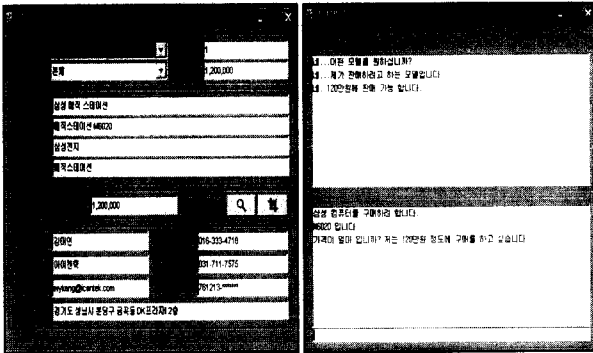 1
본체
1,200,000
삼성 매직 스테이션
매직스테이션 M6020
삼성전자
매직스테이션
1,200,000
016-333-4718
아이캔텍
031-711-7575
mykang@icantek.com
761213-*******
경기도 성남시 분당구 금곡동 DK프라자 2층
네...어떤 모델을 원하십니까?
네...제가 판매하려고 하는 모델입니다
네.. 120만원에 판매 가능 합니다.
삼성 컴퓨터를 구매하려 합니다.
M6020 입니다
가격이 얼마 입니까? 저는 120만원 정도에 구매를 하고 싶습니다